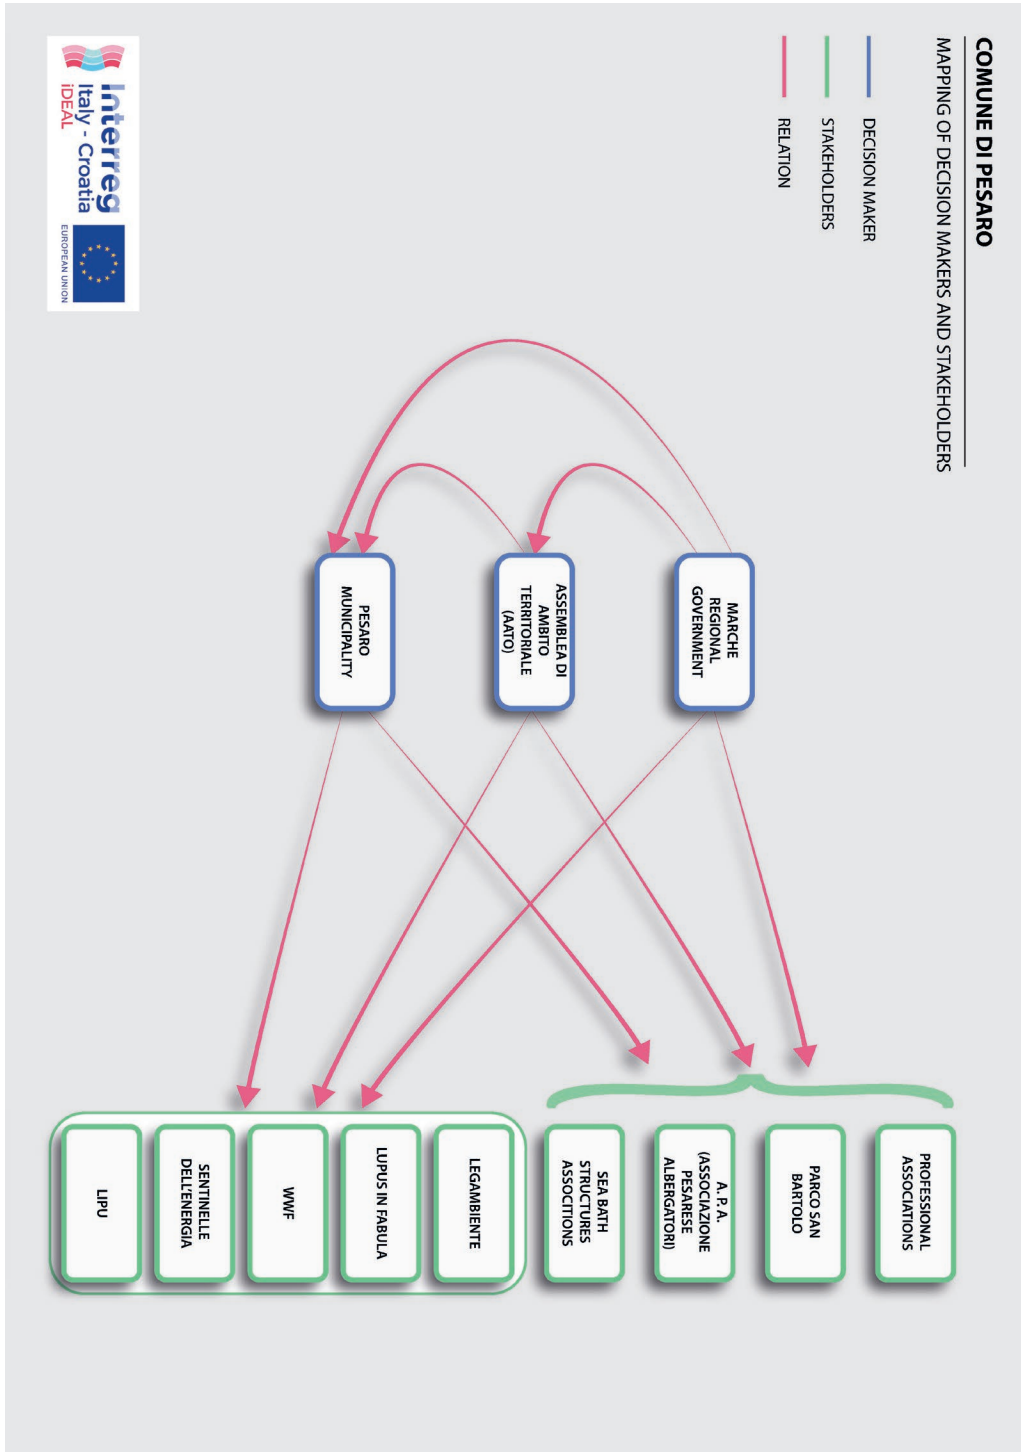 COMUNE DI PESARO
MAPPING OF DECISION MAKERS AND STAKEHOLDERS
DECISION MAKER
STAKEHOLDERS
RELATION
MARCHE
REGIONAL
GOVERNMENT
ASSEMBLEA DI
AMBITO
TERRITORIALE
(AATO)
PESARO
MUNICIPALITY
PROFESSIONAL
ASSOCIATIONS
PARCO SAN
BARTOLO
A. P. A.
(ASSOCIAZIONE
PESARESE
ALBERGATORI)
SEA BATH
STRUCTURES
ASSOCITIONS
LEGAMBIENTE
LUPUS IN FABULA
WWF
SENTINELLE
DELL'ENERGIA
LIPU
Interreg
Italy - Croatia
iDEAL
EUROPEAN UNION